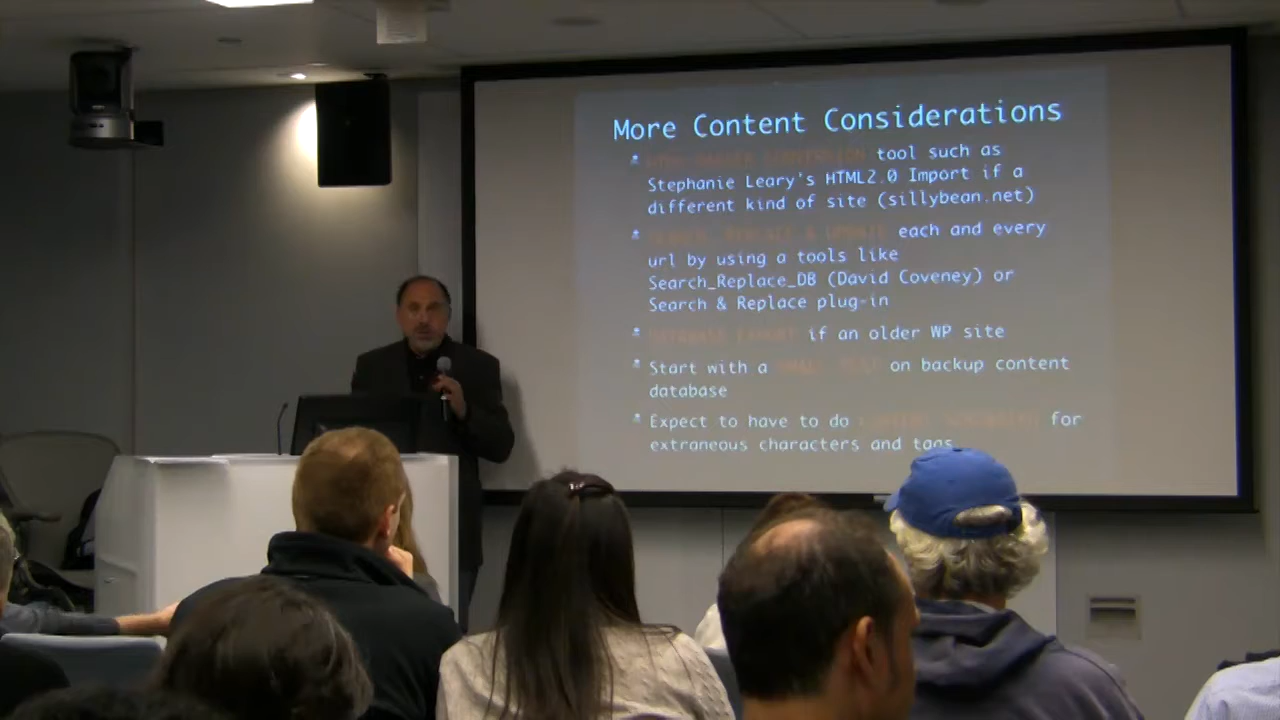 More Content Considerations
* tool such as
Stephanie Leary's HTML2.0 Import if a
different kind of site (sillybean.net)
* each and every
url by using a tools like
Search_Replace_DB (David Coveney) or
Search & Replace plug-in
* if an older WP site
* Start with a on backup content
database
* Expect to have to do for
extraneous characters and tags